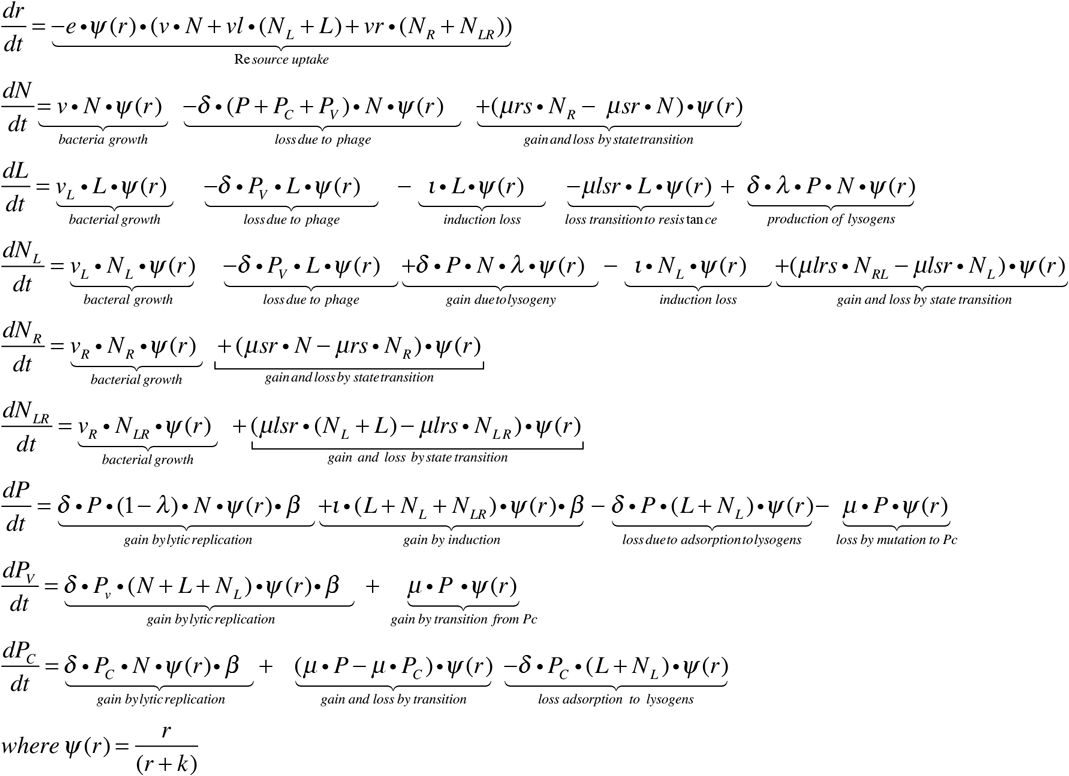 dr/dt = −e•ψ(r)•(v•N + vl•(N_L + L) + vr•(N_R + N_LR))
Re source uptake
dN/dt = v•N•ψ(r) −δ•(P + P_C + P_V)•N•ψ(r) +(μrs•N_R − μsr•N)•ψ(r)
bacteria growth loss due to phage gain and loss by state transition
dL/dt = v_L•L•ψ(r) −δ•P_V•L•ψ(r) − ι•L•ψ(r) −μlsr•L•ψ(r) + δ•λ•P•N•ψ(r)
bacterial growth loss due to phage induction loss loss transition to resis tan ce production of lysogens
dN_L/dt = v_L•N_L•ψ(r) −δ•P_V•L•ψ(r) +δ•P•N•λ•ψ(r) − ι•N_L•ψ(r) +(μlrs•N_RL − μlsr•N_L)•ψ(r)
bacteral growth loss due to phage gain due to lysogeny induction loss gain and loss by state transition
dN_R/dt = v_R•N_R•ψ(r) +(μsr•N − μrs•N_R)•ψ(r)
bacterial growth gain and loss by state transition
dN_LR/dt = v_R•N_LR•ψ(r) +(μlsr•(N_L + L) − μlrs•N_LR)•ψ(r)
bacterial growth gain and loss by state transition
dP/dt = δ•P•(1−λ)•N•ψ(r)•β +ι•(L + N_L + N_LR)•ψ(r)•β − δ•P•(L + N_L)•ψ(r) − μ•P•ψ(r)
gain by lytic replication gain by induction loss due to adsorption to lysogens loss by mutation to Pc
dP_V/dt = δ•P_v•(N + L + N_L)•ψ(r)•β + μ•P•ψ(r)
gain by lytic replication gain by transition from Pc
dP_C/dt = δ•P_C•N•ψ(r)•β + (μ•P − μ•P_C)•ψ(r) −δ•P_C•(L + N_L)•ψ(r)
gain by lytic replication gain and loss by transition loss adsorption to lysogens
where ψ(r) = r/(r + k)